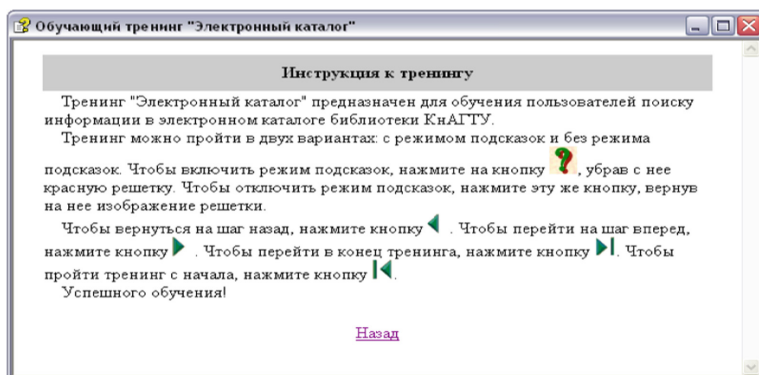 Обучающий тренинг "Электронный каталог"
Инструкция к тренингу
Тренинг "Электронный каталог" предназначен для обучения пользователей поиску
информации в электронном каталоге библиотеки КнАГТУ.
Тренинг можно пройти в двух вариантах: с режимом подсказок и без режима
подсказок. Чтобы включить режим подсказок, нажмите на кнопку , убрав с нее
красную решетку. Чтобы отключить режим подсказок, нажмите эту же кнопку, вернув
на нее изображение решетки.
Чтобы вернуться на шаг назад, нажмите кнопку . Чтобы перейти на шаг вперед,
нажмите кнопку . Чтобы перейти в конец тренинга, нажмите кнопку . Чтобы
пройти тренинг с начала, нажмите кнопку .
Успешного обучения!
Назад